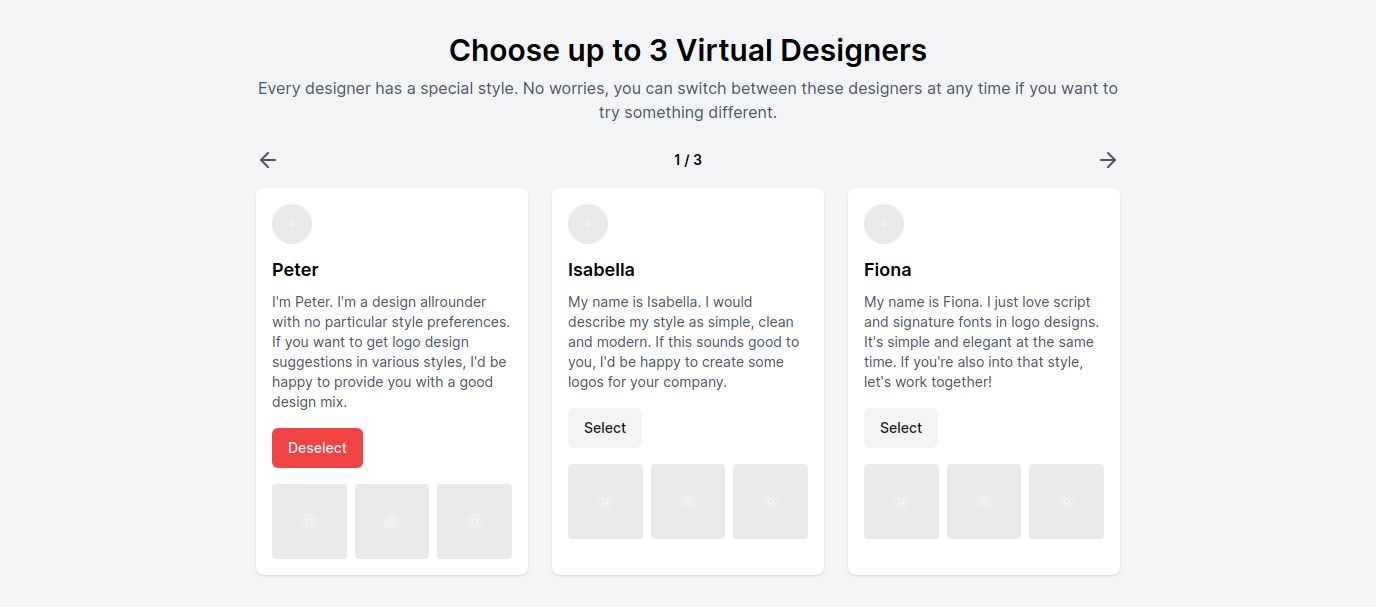 Choose up to 3 Virtual Designers
Every designer has a special style. No worries, you can switch between these designers at any time if you want to
try something different.
1 / 3
Peter
I'm Peter. I'm a design allrounder
with no particular style preferences.
If you want to get logo design
suggestions in various styles, I'd be
happy to provide you with a good
design mix.
Deselect
Isabella
My name is Isabella. I would
describe my style as simple, clean
and modern. If this sounds good to
you, I'd be happy to create some
logos for your company.
Select
Fiona
My name is Fiona. I just love script
and signature fonts in logo designs.
It's simple and elegant at the same
time. If you're also into that style,
let's work together!
Select